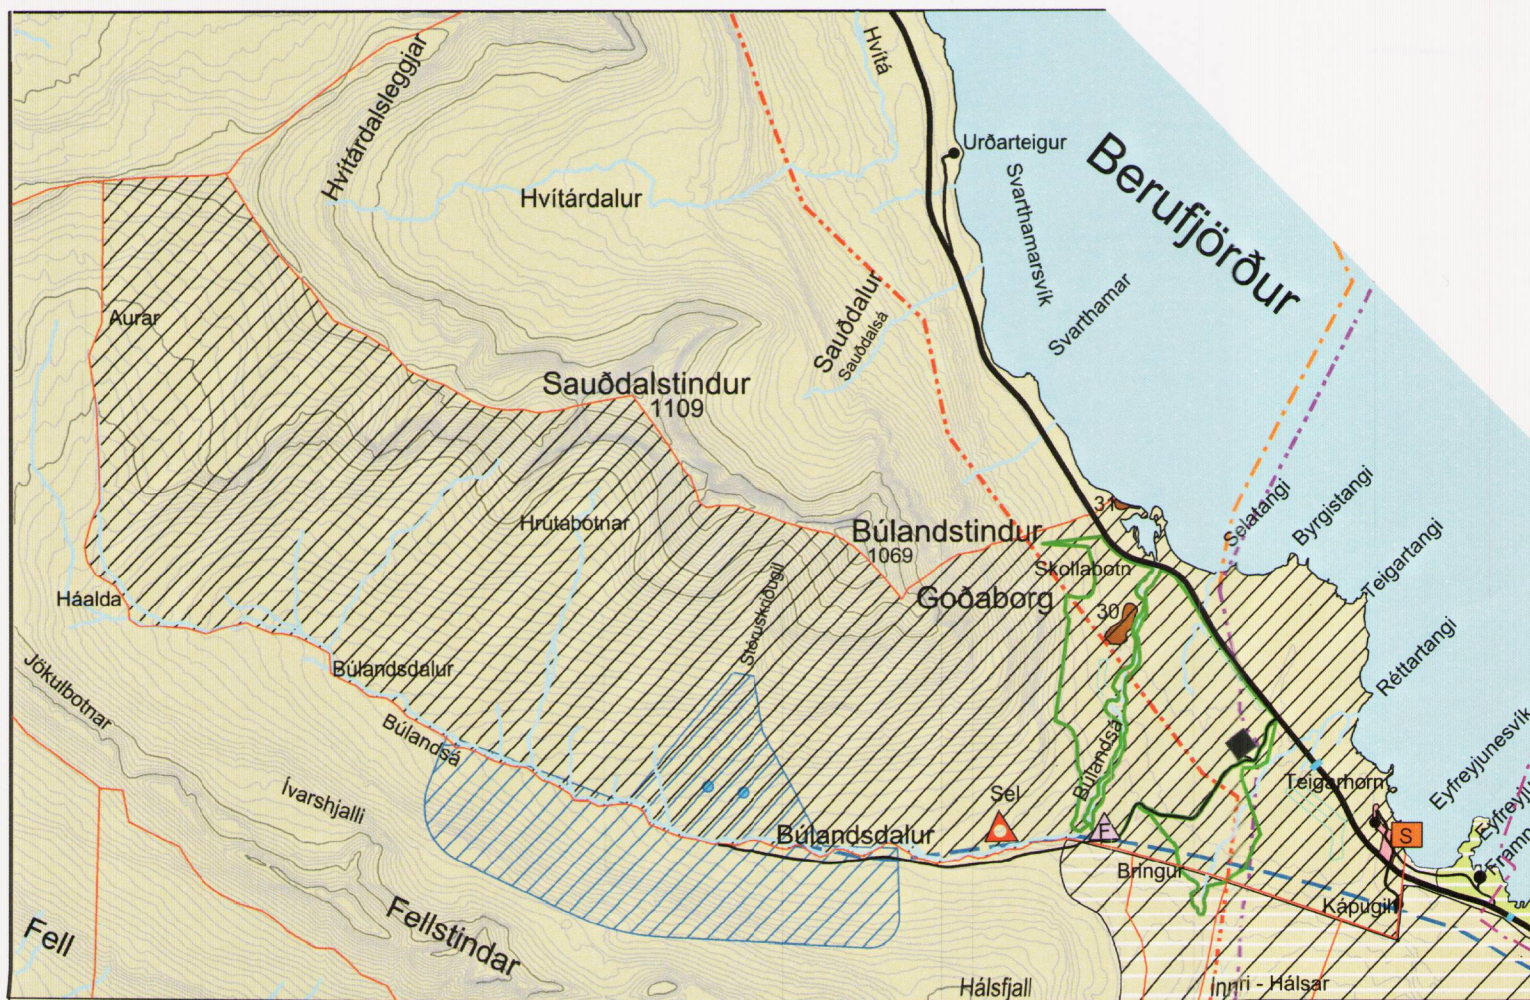 Hvítá
Hvítárdalsleggjar
Urðarteigur
Berufjörður
Hvítárdalur
Svarthamarsvík
Sauðdalur
Sauðdalsá
Svarthamar
Aurar
Sauðdalstindur
1109
Selatangi
Byrgistangi
31
Hrútabotnar
Búlandstindur
1069
Skollabotn
Teigartangi
Goðaborg
30
Háalda
Stóruskriðugil
Réttartangi
Búlandsdalur
Jökulbotnar
Búlandsá
Búlandsá
Eyfreyjunesvík
Teigarhorn
Ívarshjalli
Sel
F
S
Búlandsdalur
Bringur
Kápugil
Fellstindar
Fell
Hálsfjall
Innri - Hálsar